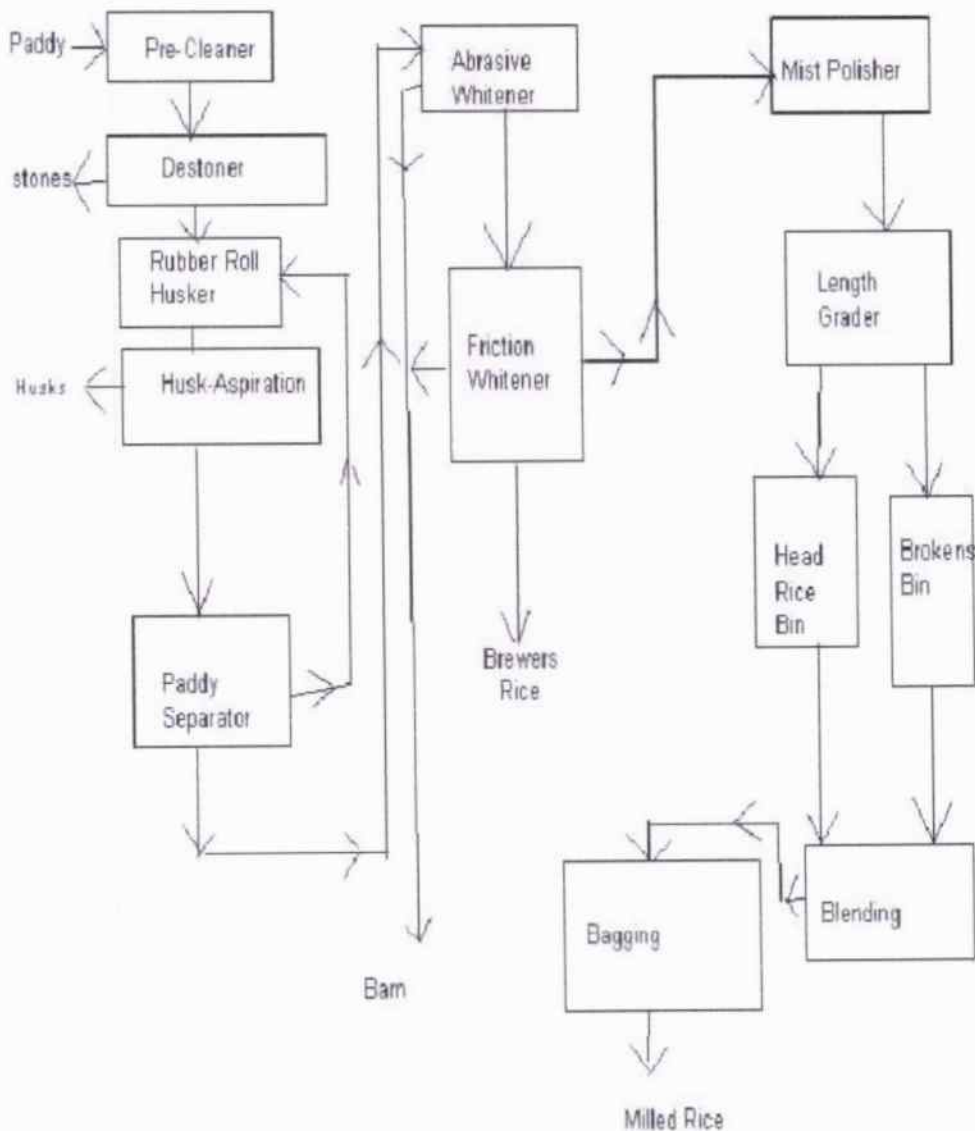 Paddy
Pre-Cleaner
stones
Destoner
Rubber Roll
Husker
Husks
Husk-Aspiration
Paddy
Separator
Abrasive
Whitener
Friction
Whitener
Brewers
Rice
Barn
Mist Polisher
Length
Grader
Head
Rice
Bin
Brokens
Bin
Blending
Bagging
Milled Rice